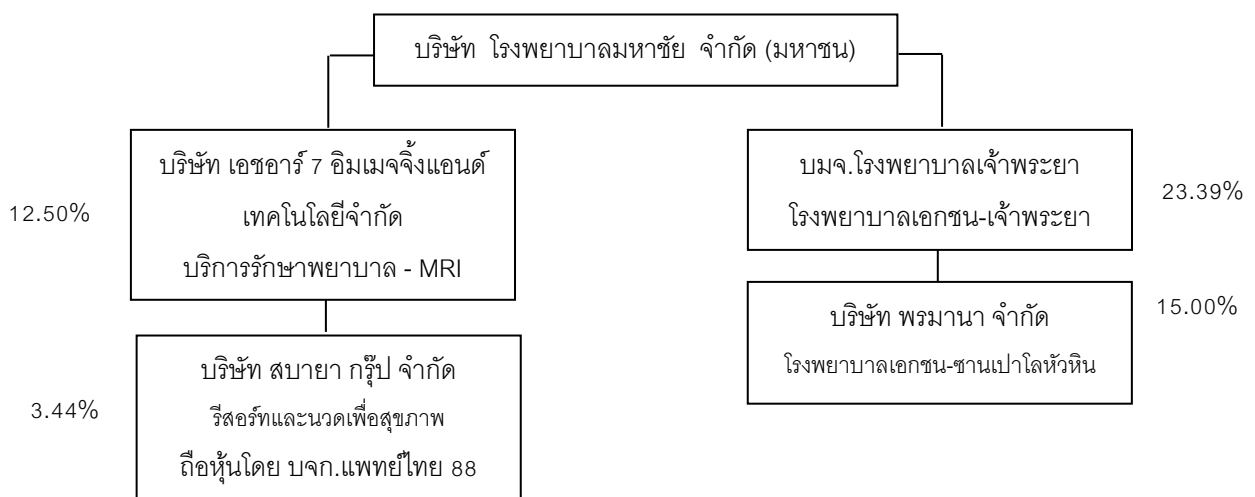 บริษัท โรงพยาบาลมหาชัย จำกัด (มหาชน)
12.50%
บริษัท เอชอาร์ 7 อิมเมจจิ้งแอนด์
เทคโนโลยีจำกัด
บริการรักษาพยาบาล - MRI
บมจ.โรงพยาบาลเจ้าพระยา
โรงพยาบาลเอกชน-เจ้าพระยา
23.39%
3.44%
บริษัท สบายา กรุ๊ป จำกัด
รีสอร์ทและนวดเพื่อสุขภาพ
ถือหุ้นโดย บจก.แพทย์ไทย 88
บริษัท พรมานา จำกัด
โรงพยาบาลเอกชน-ซานเปาโลหัวหิน
15.00%